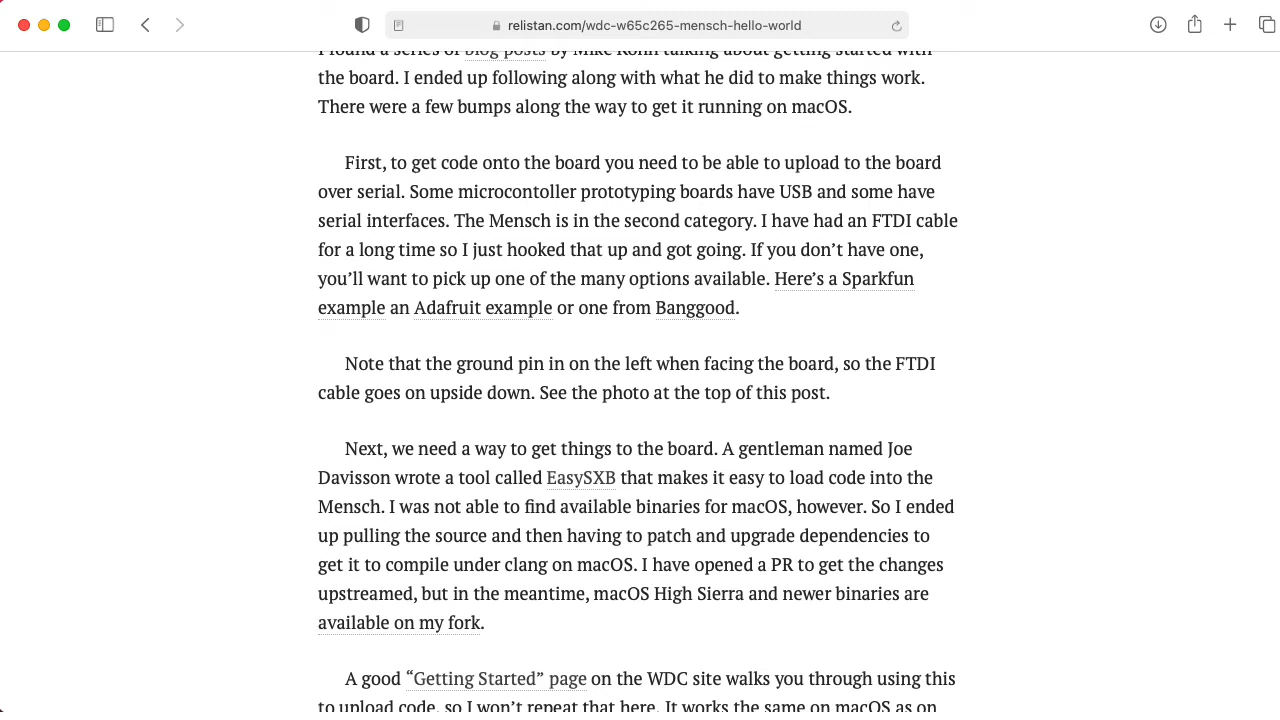 relistan.com/wdc-w65c265-mensch-hello-world
I found a series of blog posts by Mike Kohn talking about getting started with
the board. I ended up following along with what he did to make things work.
There were a few bumps along the way to get it running on macOS.
First, to get code onto the board you need to be able to upload to the board
over serial. Some microcontoller prototyping boards have USB and some have
serial interfaces. The Mensch is in the second category. I have had an FTDI cable
for a long time so I just hooked that up and got going. If you don’t have one,
you’ll want to pick up one of the many options available. Here’s a Sparkfun
example an Adafruit example or one from Banggood.
Note that the ground pin in on the left when facing the board, so the FTDI
cable goes on upside down. See the photo at the top of this post.
Next, we need a way to get things to the board. A gentleman named Joe
Davisson wrote a tool called EasySXB that makes it easy to load code into the
Mensch. I was not able to find available binaries for macOS, however. So I ended
up pulling the source and then having to patch and upgrade dependencies to
get it to compile under clang on macOS. I have opened a PR to get the changes
upstreamed, but in the meantime, macOS High Sierra and newer binaries are
available on my fork.
A good “Getting Started” page on the WDC site walks you through using this
to upload code, so I won’t repeat that here. It works the same on macOS as on